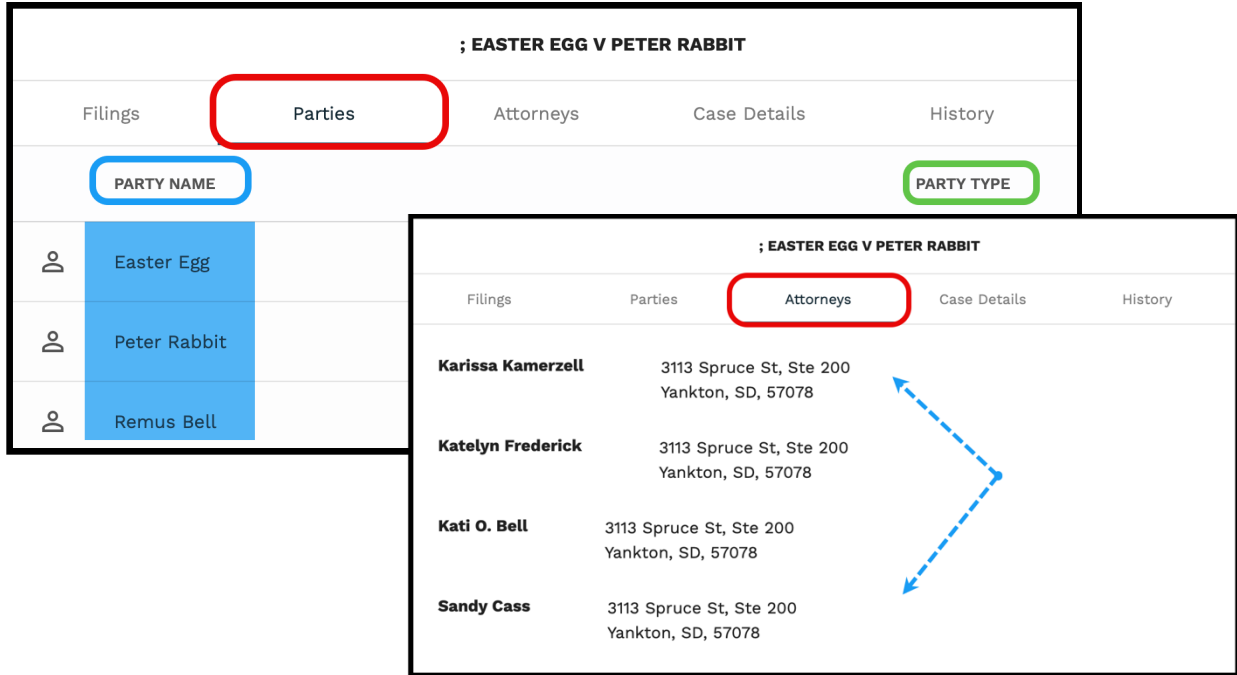 ; EASTER EGG V PETER RABBIT
Filings Parties Attorneys Case Details History
PARTY NAME PARTY TYPE
Easter Egg
Peter Rabbit
Remus Bell
; EASTER EGG V PETER RABBIT
Filings Parties Attorneys Case Details History
Karissa Kamerzell 3113 Spruce St, Ste 200
Yankton, SD, 57078
Katelyn Frederick 3113 Spruce St, Ste 200
Yankton, SD, 57078
Kati O. Bell 3113 Spruce St, Ste 200
Yankton, SD, 57078
Sandy Cass 3113 Spruce St, Ste 200
Yankton, SD, 57078